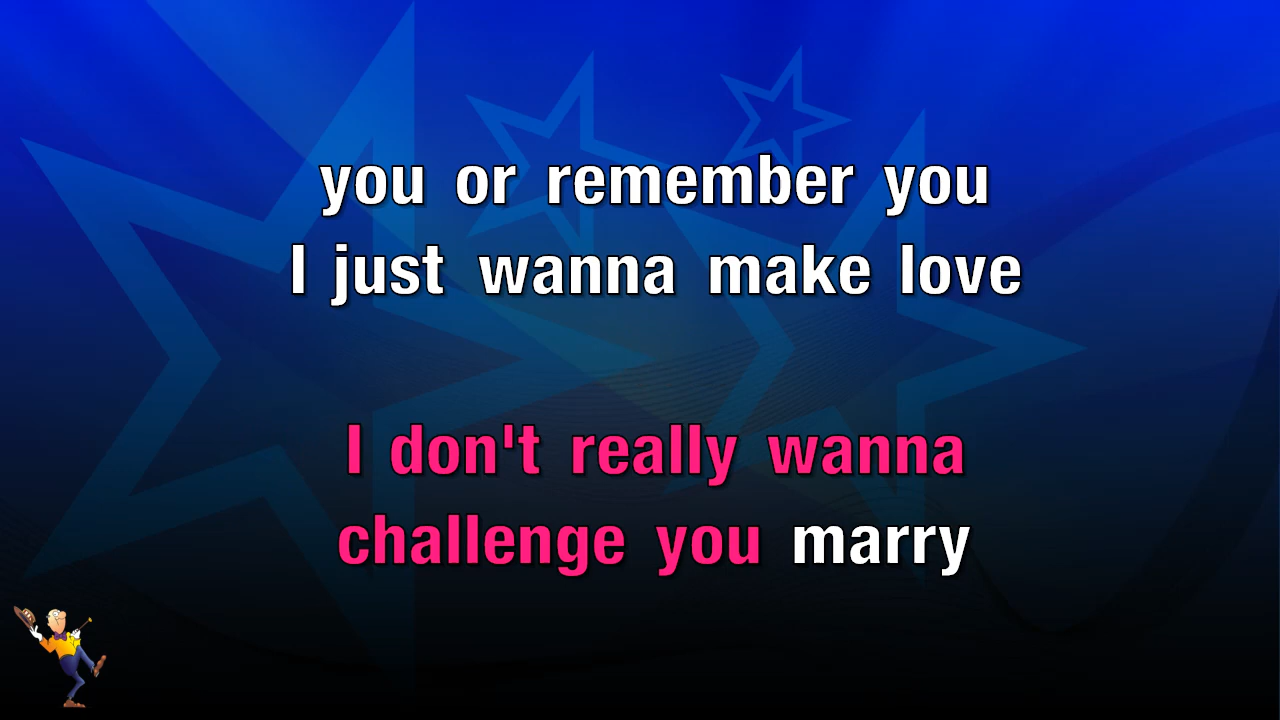 you or remember you
I just wanna make love
I don't really wanna
challenge you marry